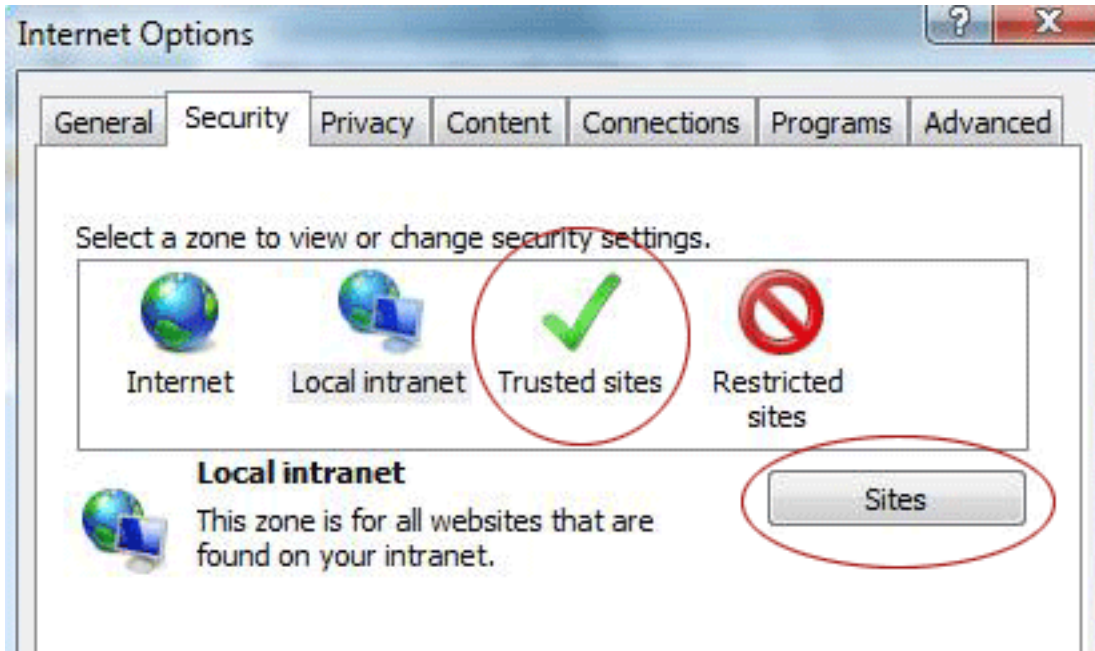 Internet Options
?
X
General Security Privacy Content Connections Programs Advanced
Select a zone to view or change security settings.
Internet Local intranet Trusted sites Restricted
sites
Local intranet
Sites
This zone is for all websites that are
found on your intranet.